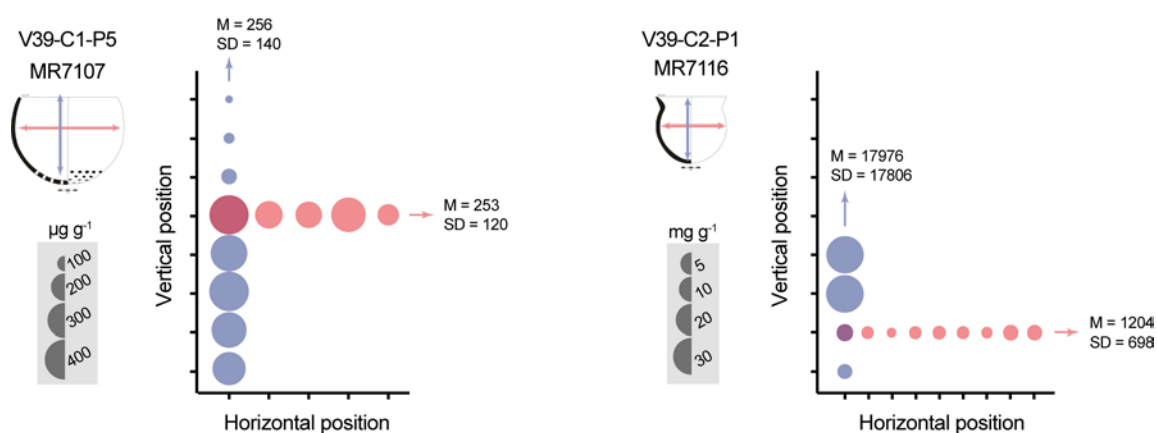 V39-C1-P5
MR7107
M = 256
SD = 140
M = 253
SD = 120
Vertical position
Horizontal position
µg g⁻¹
100
200
300
400
V39-C2-P1
MR7116
M = 17976
SD = 17806
M = 1204
SD = 698
Vertical position
Horizontal position
mg g⁻¹
5
10
20
30